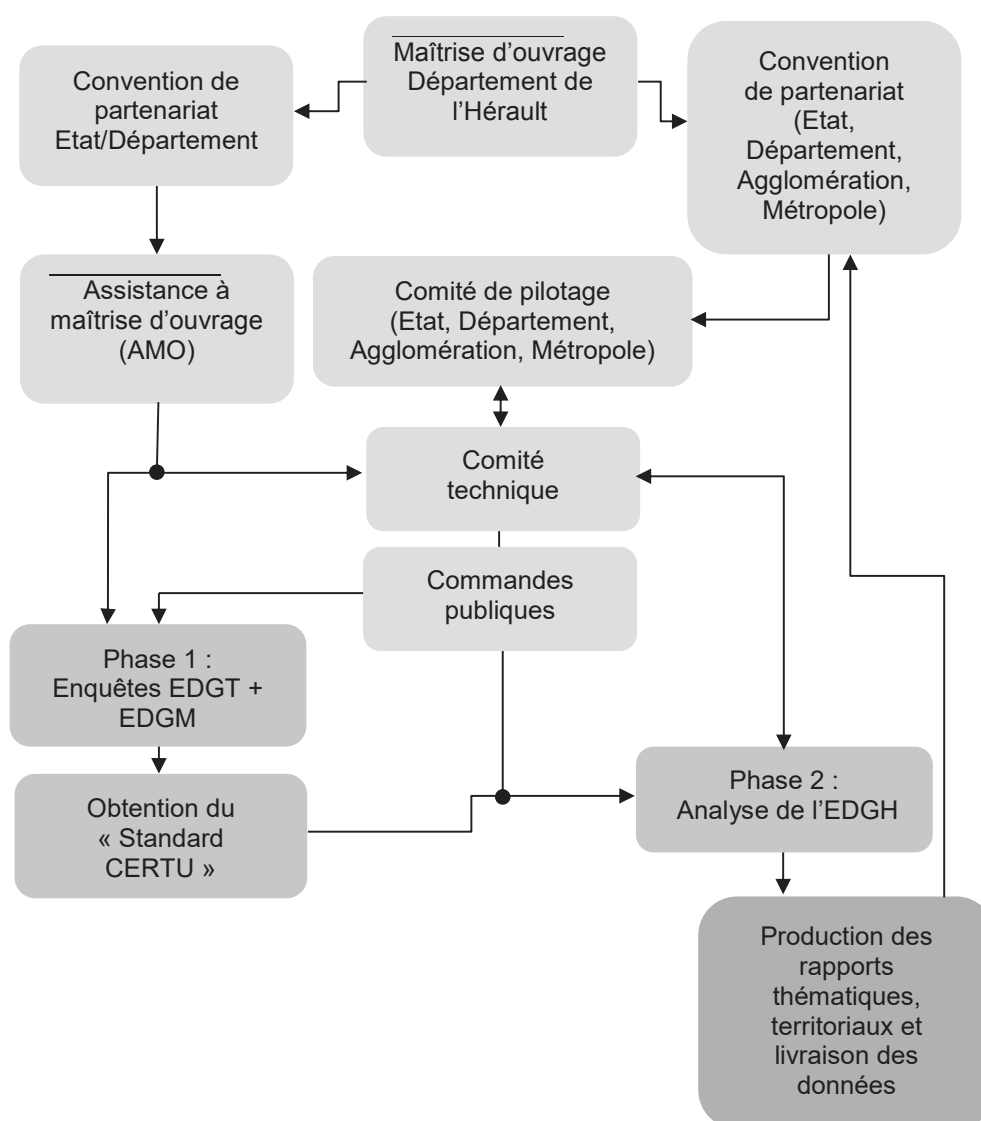 Convention de
partenariat
Etat/Département
Maîtrise d'ouvrage
Département de
l'Hérault
Convention
de partenariat
(Etat,
Département,
Agglomération,
Métropole)
Assistance à
maîtrise d'ouvrage
(AMO)
Comité de pilotage
(Etat, Département,
Agglomération, Métropole)
Comité
technique
Commandes
publiques
Phase 1 :
Enquêtes EDGT +
EDGM
Obtention du
« Standard
CERTU »
Phase 2 :
Analyse de l'EDGH
Production des
rapports
thématiques,
territoriaux et
livraison des
données